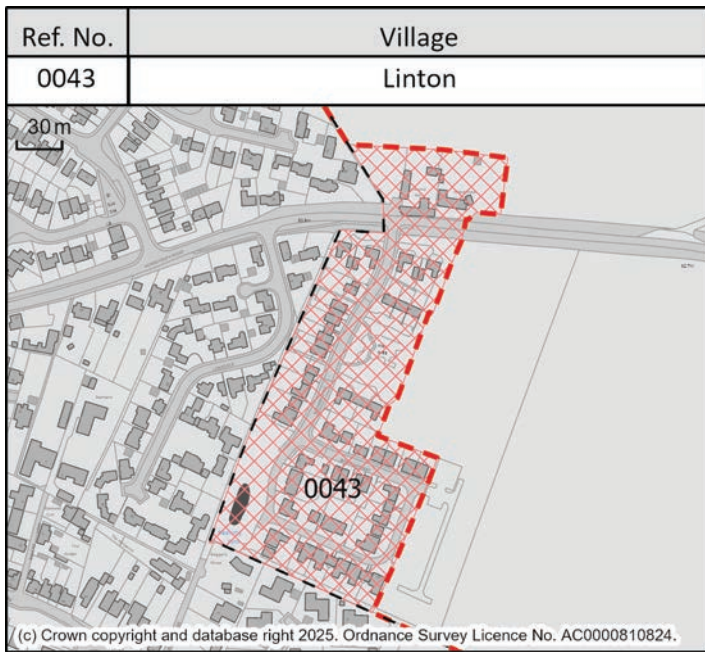 Ref. No. Village
0043 Linton
30 m
0043
(c) Crown copyright and database right 2025. Ordnance Survey Licence No. AC0000810824.